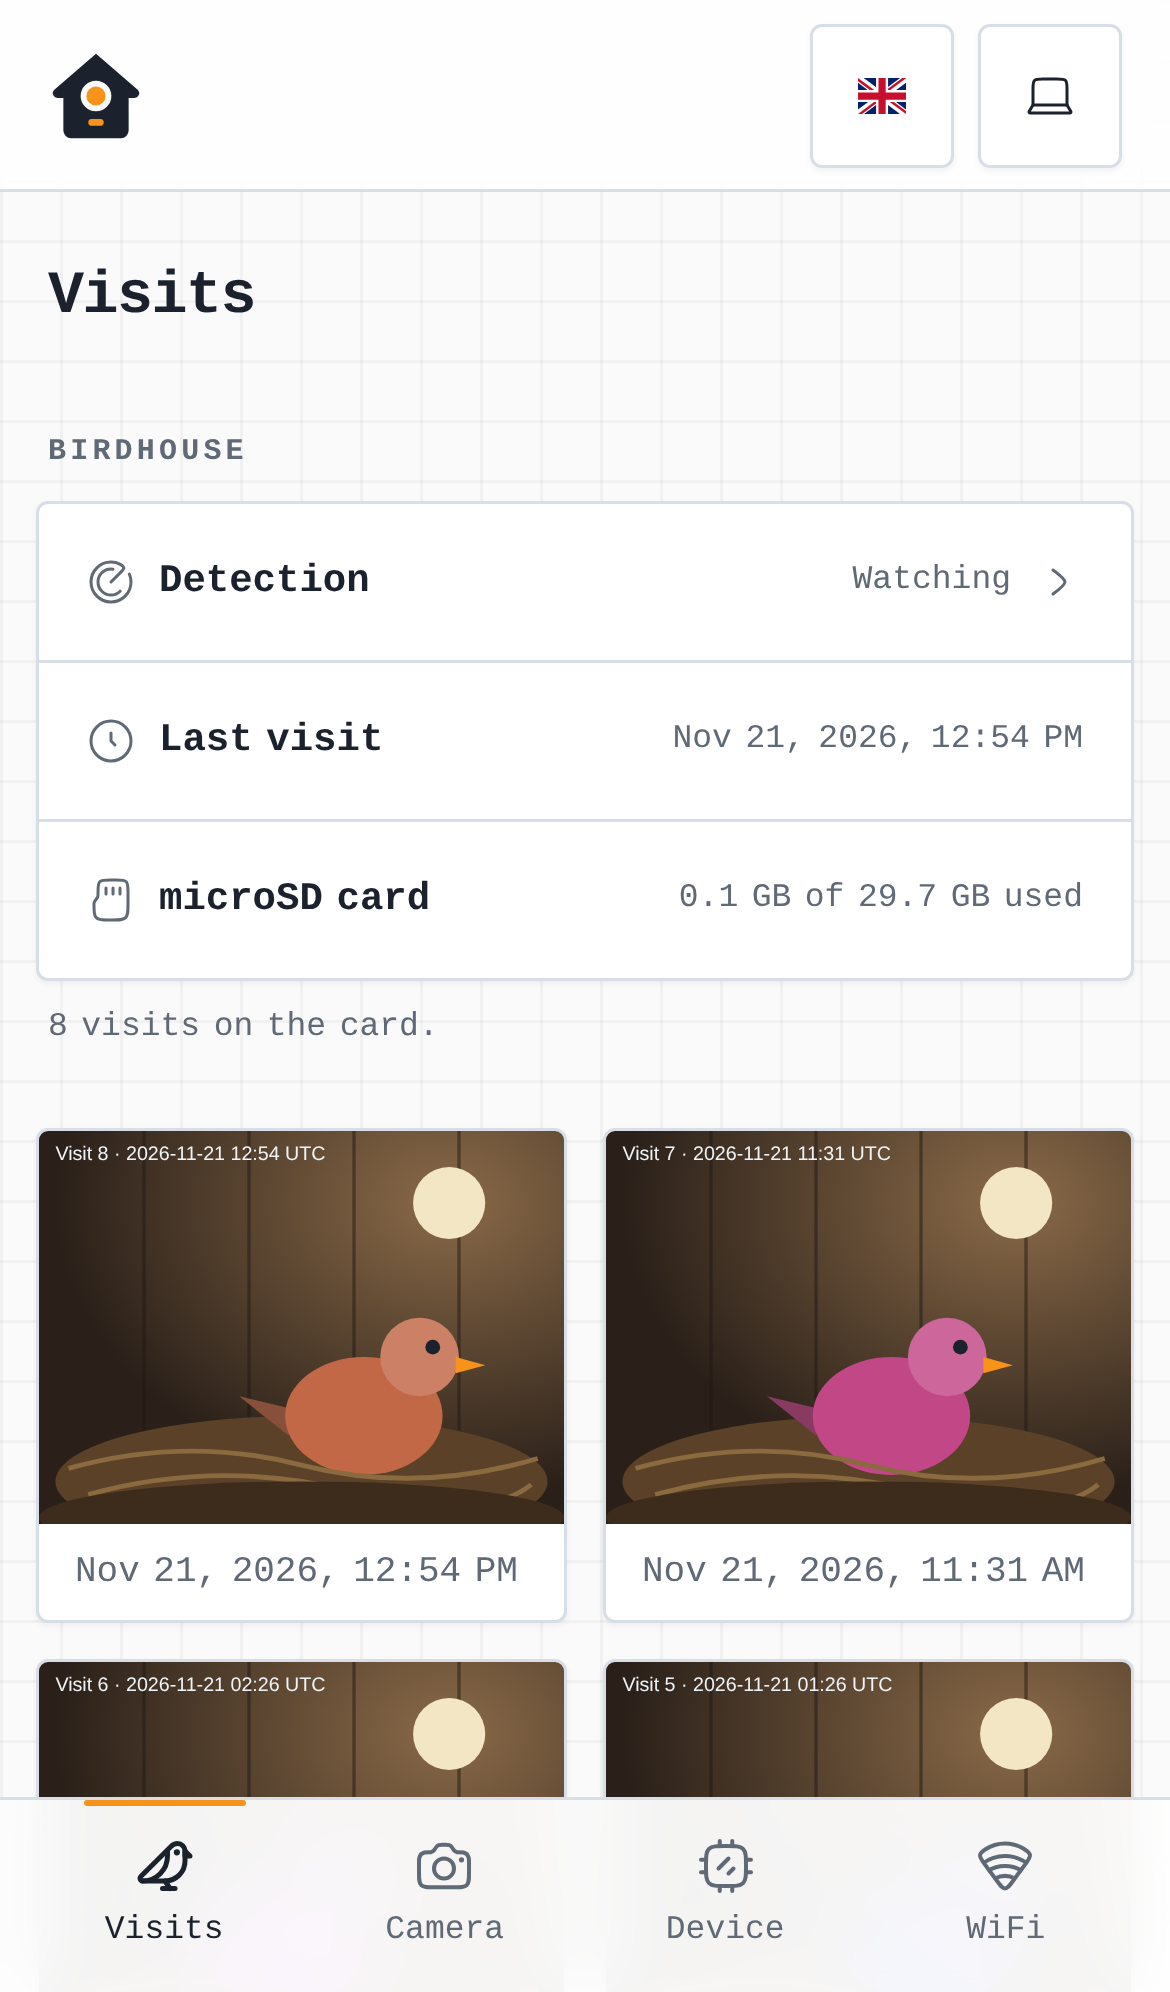 Visits
BIRDHOUSE
Detection Watching
Last visit Nov 21, 2026, 12:54 PM
microSD card 0.1 GB of 29.7 GB used
8 visits on the card.
Visit 8 · 2026-11-21 12:54 UTC
Visit 7 · 2026-11-21 11:31 UTC
Nov 21, 2026, 12:54 PM
Nov 21, 2026, 11:31 AM
Visit 6 · 2026-11-21 02:26 UTC
Visit 5 · 2026-11-21 01:26 UTC
Visits Camera Device WiFi